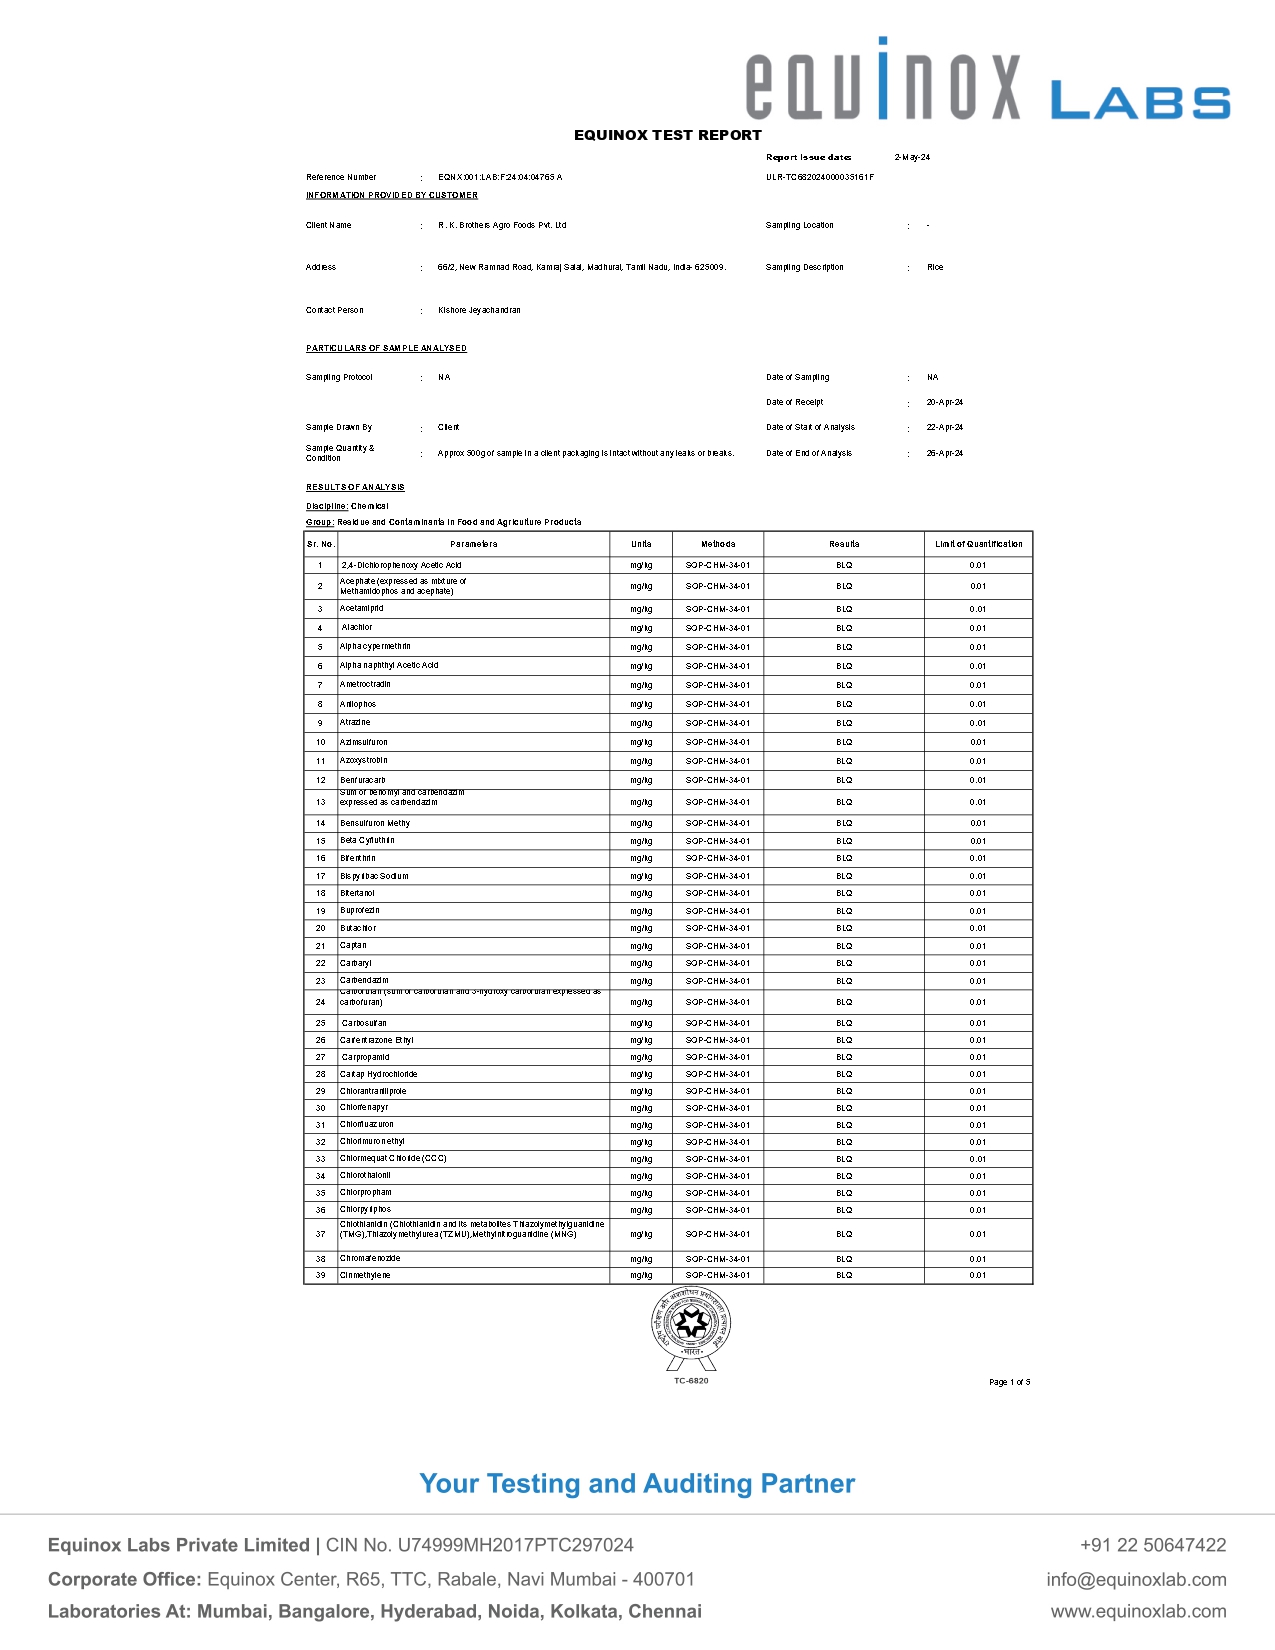 equinox LABS
EQUINOX TEST REPORT
Report Issue date: 2-May-24
Reference Number : EQNX:001:LAB:F:24:04:04765 A ULR-TC682024000035161F
INFORMATION PROVIDED BY CUSTOMER
Client Name : R. K. Brothers Agro Foods Pvt. Ltd Sampling Location : -
Address : 66/2, New Ramnad Road, Kamraj Salai, Madhurai, Tamil Nadu, India- 625009. Sampling Description : Rice
Contact Person : Kishore Jeyachandran
PARTICULARS OF SAMPLE ANALYSED
Sampling Protocol : NA Date of Sampling : NA
Date of Receipt : 20-Apr-24
Sample Drawn By : Client Date of Start of Analysis : 22-Apr-24
Sample Quantity &
Condition : Approx 500g of sample in a client packaging is intact without any leaks or breaks. Date of End of Analysis : 26-Apr-24
RESULTS OF ANALYSIS
Discipline: Chemical
Group: Residue and Contaminants in Food and Agriculture Products
Sr. No. Parameters Units Methods Results Limit of Quantification
1 2,4-Dichlorophenoxy Acetic Acid mg/kg SOP-CHM-34-01 BLQ 0.01
Acephate (expressed as mixture of
2 Methamidophos and acephate) mg/kg SOP-CHM-34-01 BLQ 0.01
3 Acetamiprid mg/kg SOP-CHM-34-01 BLQ 0.01
4 Alachlor mg/kg SOP-CHM-34-01 BLQ 0.01
5 Alpha cypermethrin mg/kg SOP-CHM-34-01 BLQ 0.01
6 Alpha naphthyl Acetic Acid mg/kg SOP-CHM-34-01 BLQ 0.01
7 Ametroctradin mg/kg SOP-CHM-34-01 BLQ 0.01
8 Anilophos mg/kg SOP-CHM-34-01 BLQ 0.01
9 Atrazine mg/kg SOP-CHM-34-01 BLQ 0.01
10 Azimsulfuron mg/kg SOP-CHM-34-01 BLQ 0.01
11 Azoxystrobin mg/kg SOP-CHM-34-01 BLQ 0.01
12 Benfuracarb mg/kg SOP-CHM-34-01 BLQ 0.01
Sum of benomyl and carbendazim
13 expressed as carbendazim mg/kg SOP-CHM-34-01 BLQ 0.01
14 Bensulfuron Methy mg/kg SOP-CHM-34-01 BLQ 0.01
15 Beta Cyfluthrin mg/kg SOP-CHM-34-01 BLQ 0.01
16 Bifenthrin mg/kg SOP-CHM-34-01 BLQ 0.01
17 Bispyribac Sodium mg/kg SOP-CHM-34-01 BLQ 0.01
18 Bitertanol mg/kg SOP-CHM-34-01 BLQ 0.01
19 Buprofezin mg/kg SOP-CHM-34-01 BLQ 0.01
20 Butachlor mg/kg SOP-CHM-34-01 BLQ 0.01
21 Captan mg/kg SOP-CHM-34-01 BLQ 0.01
22 Carbaryl mg/kg SOP-CHM-34-01 BLQ 0.01
23 Carbendazim mg/kg SOP-CHM-34-01 BLQ 0.01
Carbofuran (sum of carbofuran and 3-hydroxy carbofuran expressed as
24 carbofuran) mg/kg SOP-CHM-34-01 BLQ 0.01
25 Carbosulfan mg/kg SOP-CHM-34-01 BLQ 0.01
26 Carfentrazone Ethyl mg/kg SOP-CHM-34-01 BLQ 0.01
27 Carpropamid mg/kg SOP-CHM-34-01 BLQ 0.01
28 Cartap Hydrochloride mg/kg SOP-CHM-34-01 BLQ 0.01
29 Chlorantraniliprole mg/kg SOP-CHM-34-01 BLQ 0.01
30 Chlorfenapyr mg/kg SOP-CHM-34-01 BLQ 0.01
31 Chlorfluazuron mg/kg SOP-CHM-34-01 BLQ 0.01
32 Chlorimuron ethyl mg/kg SOP-CHM-34-01 BLQ 0.01
33 Chlormequat Chloride (CCC) mg/kg SOP-CHM-34-01 BLQ 0.01
34 Chlorothalonil mg/kg SOP-CHM-34-01 BLQ 0.01
35 Chlorpropham mg/kg SOP-CHM-34-01 BLQ 0.01
36 Chlorpyriphos mg/kg SOP-CHM-34-01 BLQ 0.01
Chlothianidin (Chlothianidin and its metabolites Thiazolymethylguanidine
37 (TMG),Thiazolymethylurea (TZMU),Methylnitroguanidine (MNG) mg/kg SOP-CHM-34-01 BLQ 0.01
38 Chromafenozide mg/kg SOP-CHM-34-01 BLQ 0.01
39 Cinmethylene mg/kg SOP-CHM-34-01 BLQ 0.01
भारत
TC-6820
Page 1 of 5
Your Testing and Auditing Partner
Equinox Labs Private Limited | CIN No. U74999MH2017PTC297024 +91 22 50647422
Corporate Office: Equinox Center, R65, TTC, Rabale, Navi Mumbai - 400701 info@equinoxlab.com
Laboratories At: Mumbai, Bangalore, Hyderabad, Noida, Kolkata, Chennai www.equinoxlab.com